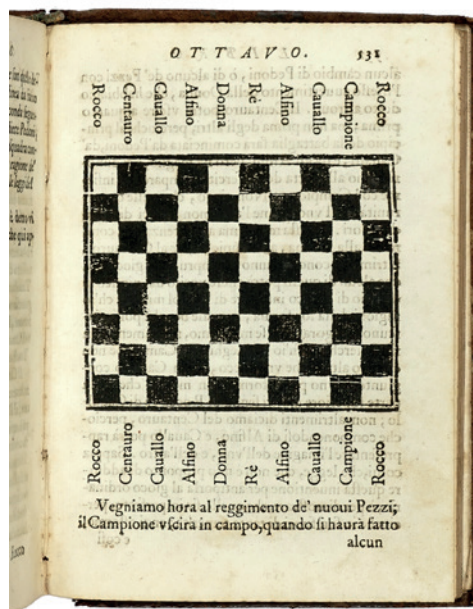 OTTAVO. 531
Rocco
Centauro
Cauallo
Alfino
Donna
Rè
Alfino
Cauallo
Campione
Rocco
Rocco
Centauro
Cauallo
Alfino
Donna
Rè
Alfino
Cauallo
Campione
Rocco
Vegniamo hora al reggimento de' nuoui Pezzi;
il Campione vscirà in campo, quando si haurà fatto
alcun